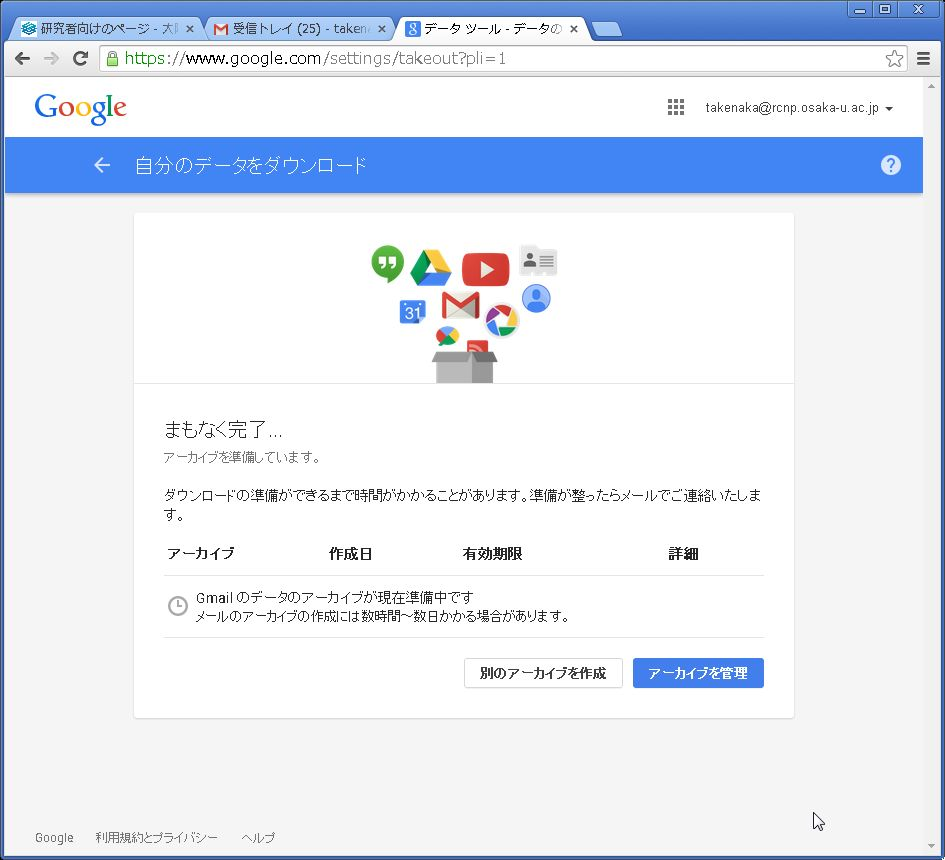 研究者向けのページ - 大
受信トレイ (25) - taken
データ ツール - データの
https://www.google.com/settings/takeout?pli=1
Google
takenaka@rcnp.osaka-u.ac.jp
自分のデータをダウンロード
?
31
まもなく完了...
アーカイブを準備しています。
ダウンロードの準備ができるまで時間がかかることがあります。準備が整ったらメールでご連絡いたしま
す。
アーカイブ 作成日 有効期限 詳細
Gmail のデータのアーカイブが現在準備中です
メールのアーカイブの作成には数時間～数日かかる場合があります。
別のアーカイブを作成 アーカイブを管理
Google 利用規約とプライバシー ヘルプ